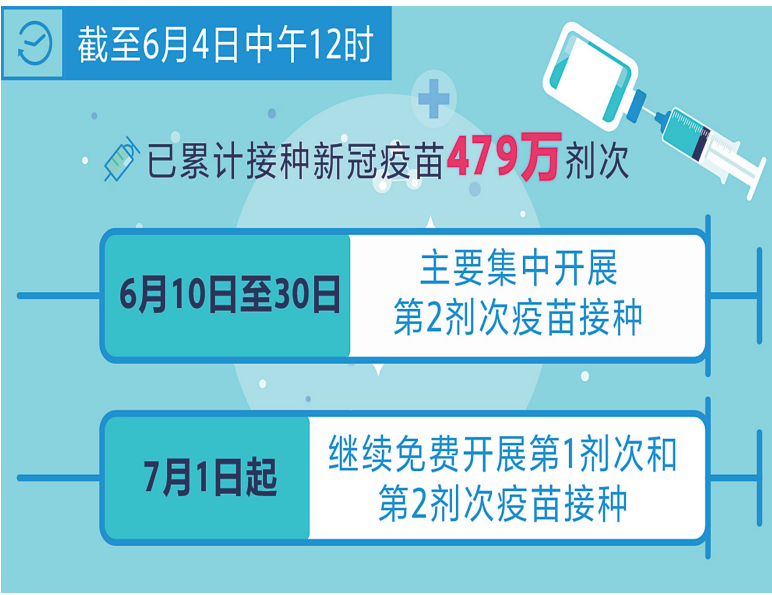 截至6月4日中午12时
已累计接种新冠疫苗479万剂次
6月10日至30日
主要集中开展
第2剂次疫苗接种
7月1日起
继续免费开展第1剂次和
第2剂次疫苗接种